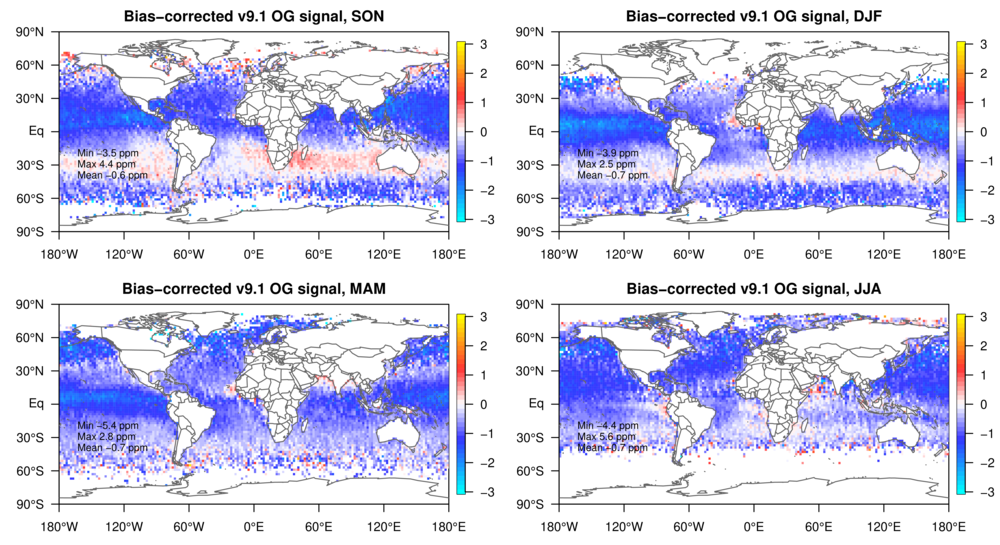 Bias−corrected v9.1 OG signal, SON
90°N
60°N
30°N
Eq
30°S
60°S
90°S
Min −3.5 ppm
Max 4.4 ppm
Mean −0.6 ppm
180°W 120°W 60°W 0°E 60°E 120°E 180°E
3
2
1
0
−1
−2
−3
Bias−corrected v9.1 OG signal, DJF
90°N
60°N
30°N
Eq
30°S
60°S
90°S
Min −3.9 ppm
Max 2.5 ppm
Mean −0.7 ppm
180°W 120°W 60°W 0°E 60°E 120°E 180°E
3
2
1
0
−1
−2
−3
Bias−corrected v9.1 OG signal, MAM
90°N
60°N
30°N
Eq
30°S
60°S
90°S
Min −5.4 ppm
Max 2.8 ppm
Mean −0.7 ppm
180°W 120°W 60°W 0°E 60°E 120°E 180°E
3
2
1
0
−1
−2
−3
Bias−corrected v9.1 OG signal, JJA
90°N
60°N
30°N
Eq
30°S
60°S
90°S
Min −4.4 ppm
Max 5.6 ppm
Mean −0.7 ppm
180°W 120°W 60°W 0°E 60°E 120°E 180°E
3
2
1
0
−1
−2
−3